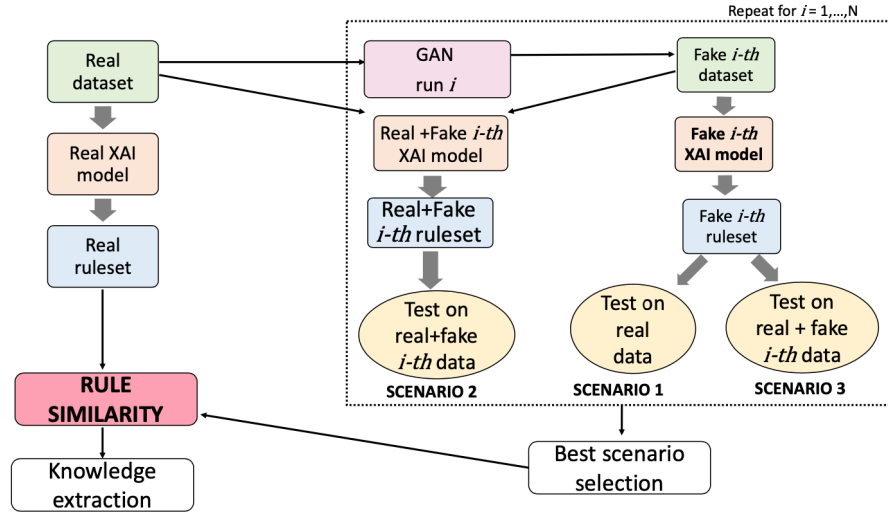 Repeat for i = 1,...,N
Real
dataset
GAN
run i
Fake i-th
dataset
Real XAI
model
Real +Fake i-th
XAI model
Fake i-th
XAI model
Real
ruleset
Real+Fake
i-th ruleset
Fake i-th
ruleset
Test on
real+fake
i-th data
SCENARIO 2
Test on
real
data
SCENARIO 1
Test on
real + fake
i-th data
SCENARIO 3
RULE
SIMILARITY
Best scenario
selection
Knowledge
extraction